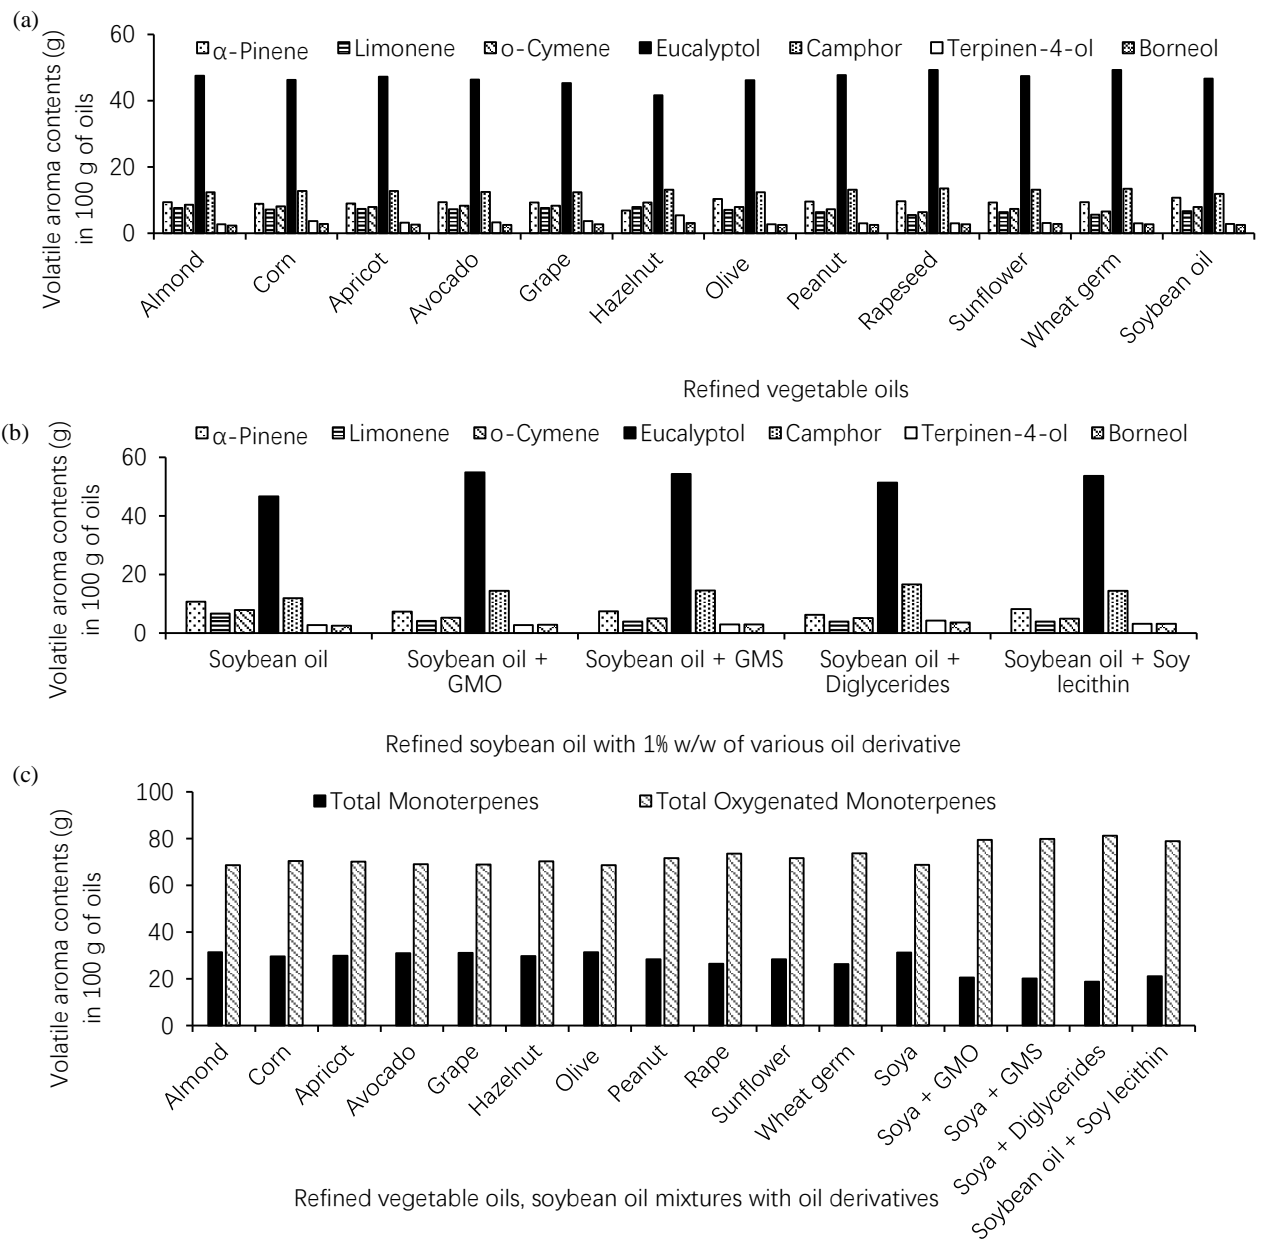 (a)
Volatile aroma contents (g)
in 100 g of oils
60
40
20
0
α-Pinene Limonene o-Cymene Eucalyptol Camphor Terpinen-4-ol Borneol
Almond
Corn
Apricot
Avocado
Grape
Hazelnut
Olive
Peanut
Rapeseed
Sunflower
Wheat germ
Soybean oil
Refined vegetable oils
(b)
Volatile aroma contents (g)
in 100 g of oils
60
40
20
0
α-Pinene Limonene o-Cymene Eucalyptol Camphor Terpinen-4-ol Borneol
Soybean oil
Soybean oil +
GMO
Soybean oil + GMS
Soybean oil +
Diglycerides
Soybean oil + Soy
lecithin
Refined soybean oil with 1% w/w of various oil derivative
(c)
Volatile aroma contents (g)
in 100 g of oils
100
80
60
40
20
0
Total Monoterpenes Total Oxygenated Monoterpenes
Almond
Corn
Apricot
Avocado
Grape
Hazelnut
Olive
Peanut
Rape
Sunflower
Wheat germ
Soya
Soya + GMO
Soya + GMS
Soya + Diglycerides
Soybean oil + Soy lecithin
Refined vegetable oils, soybean oil mixtures with oil derivatives